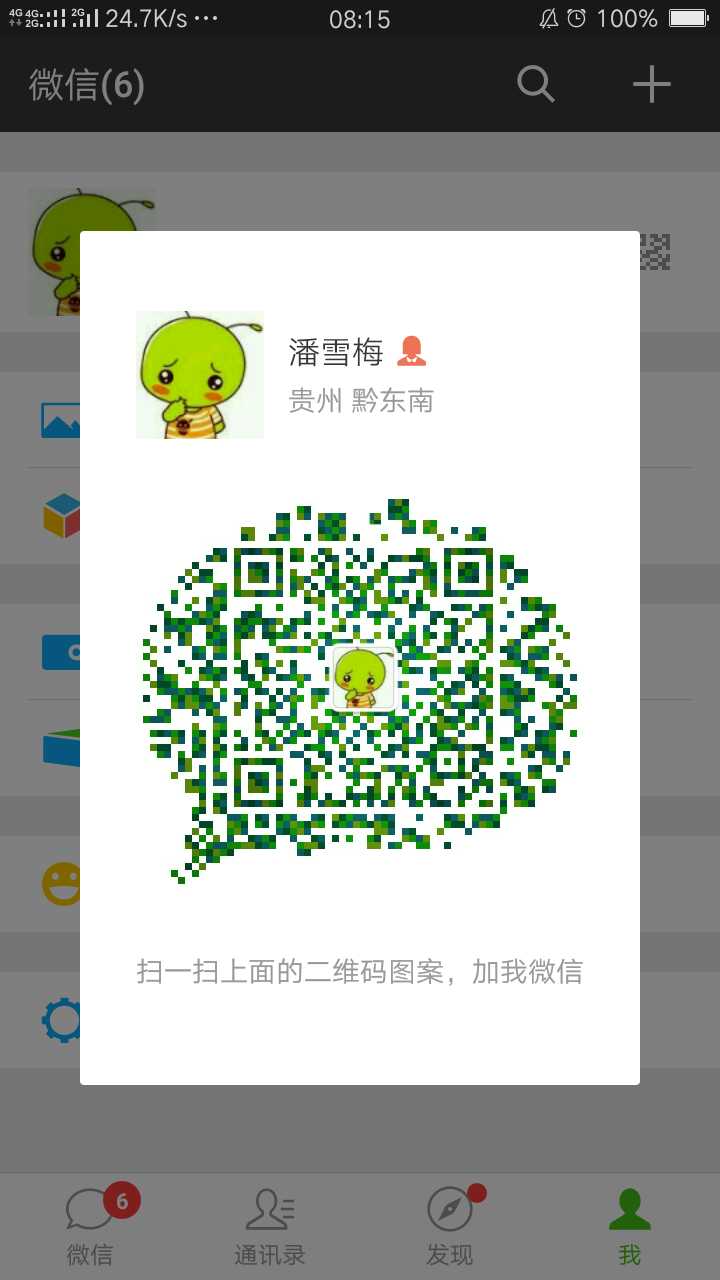 4G 4G 2G 2G 24.7K/s ··· 08:15 100%
微信(6)
潘雪梅
贵州 黔东南
扫一扫上面的二维码图案，加我微信
6
微信 通讯录 发现 我